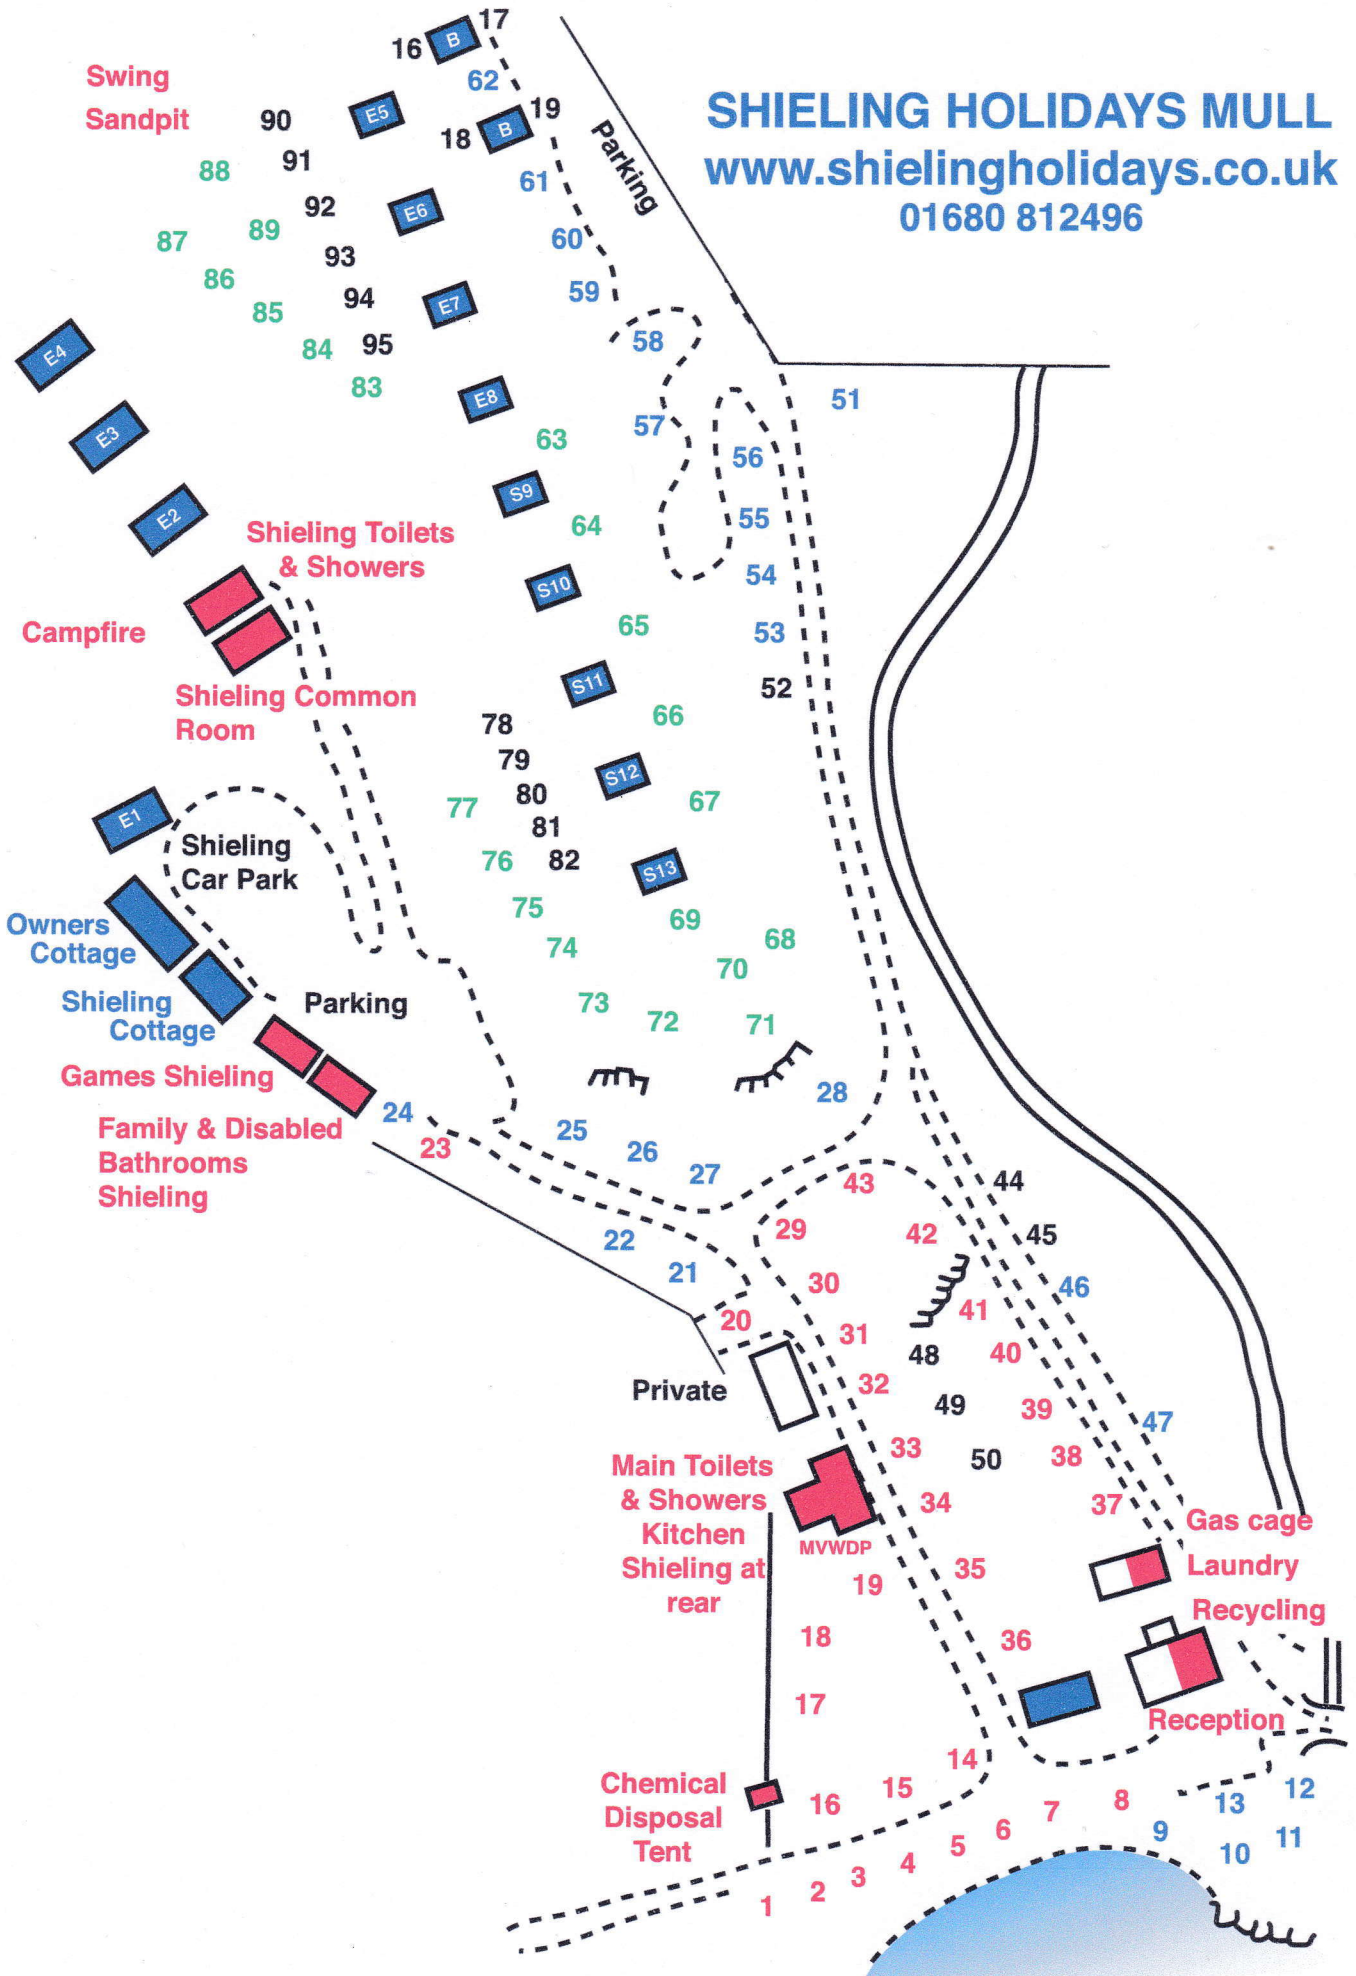 SHIELING HOLIDAYS MULL
www.shielingholidays.co.uk
01680 812496
17
16
B
62
Swing
Sandpit
90
E5
19
18
B
Parking
88
91
61
92
E6
89
87
60
93
86
94
E7
59
85
84
95
58
E4
83
E8
51
57
E3
63
56
S9
E2
64
55
Shieling Toilets
& Showers
S10
54
Campfire
65
53
S11
52
Shieling Common
Room
66
78
79
S12
80
67
77
E1
81
Shieling
Car Park
76
82
S13
75
69
Owners
Cottage
74
68
70
Shieling
Cottage
Parking
73
72
71
Games Shieling
28
24
25
Family & Disabled
Bathrooms
Shieling
23
26
27
43
44
22
29
42
45
21
30
46
20
31
41
48
40
Private
32
49
39
47
33
50
38
Main Toilets
& Showers
Kitchen
Shieling at
rear
MVWDP
34
37
Gas cage
19
35
Laundry
18
36
Recycling
17
Reception
14
Chemical
Disposal
Tent
16
15
7
8
13
12
6
9
11
5
10
4
3
2
1